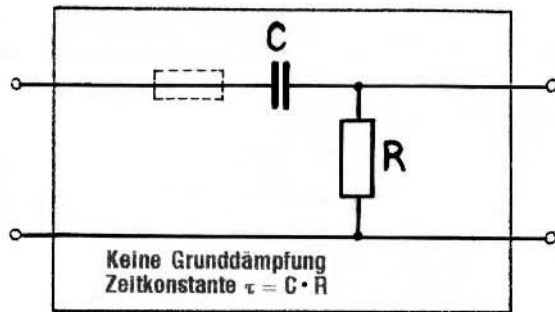 C
R
Keine Grunddämpfung
Zeitkonstante τ = C · R